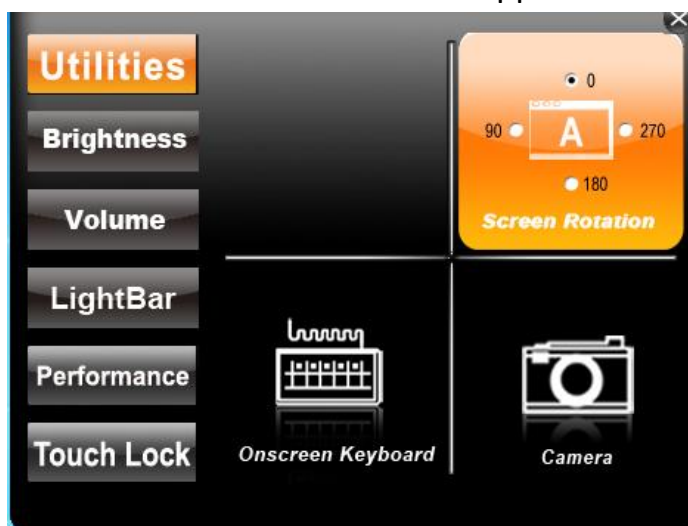 Utilities
Brightness
Volume
LightBar
Performance
Touch Lock
0
90
A
270
180
Screen Rotation
Onscreen Keyboard
Camera